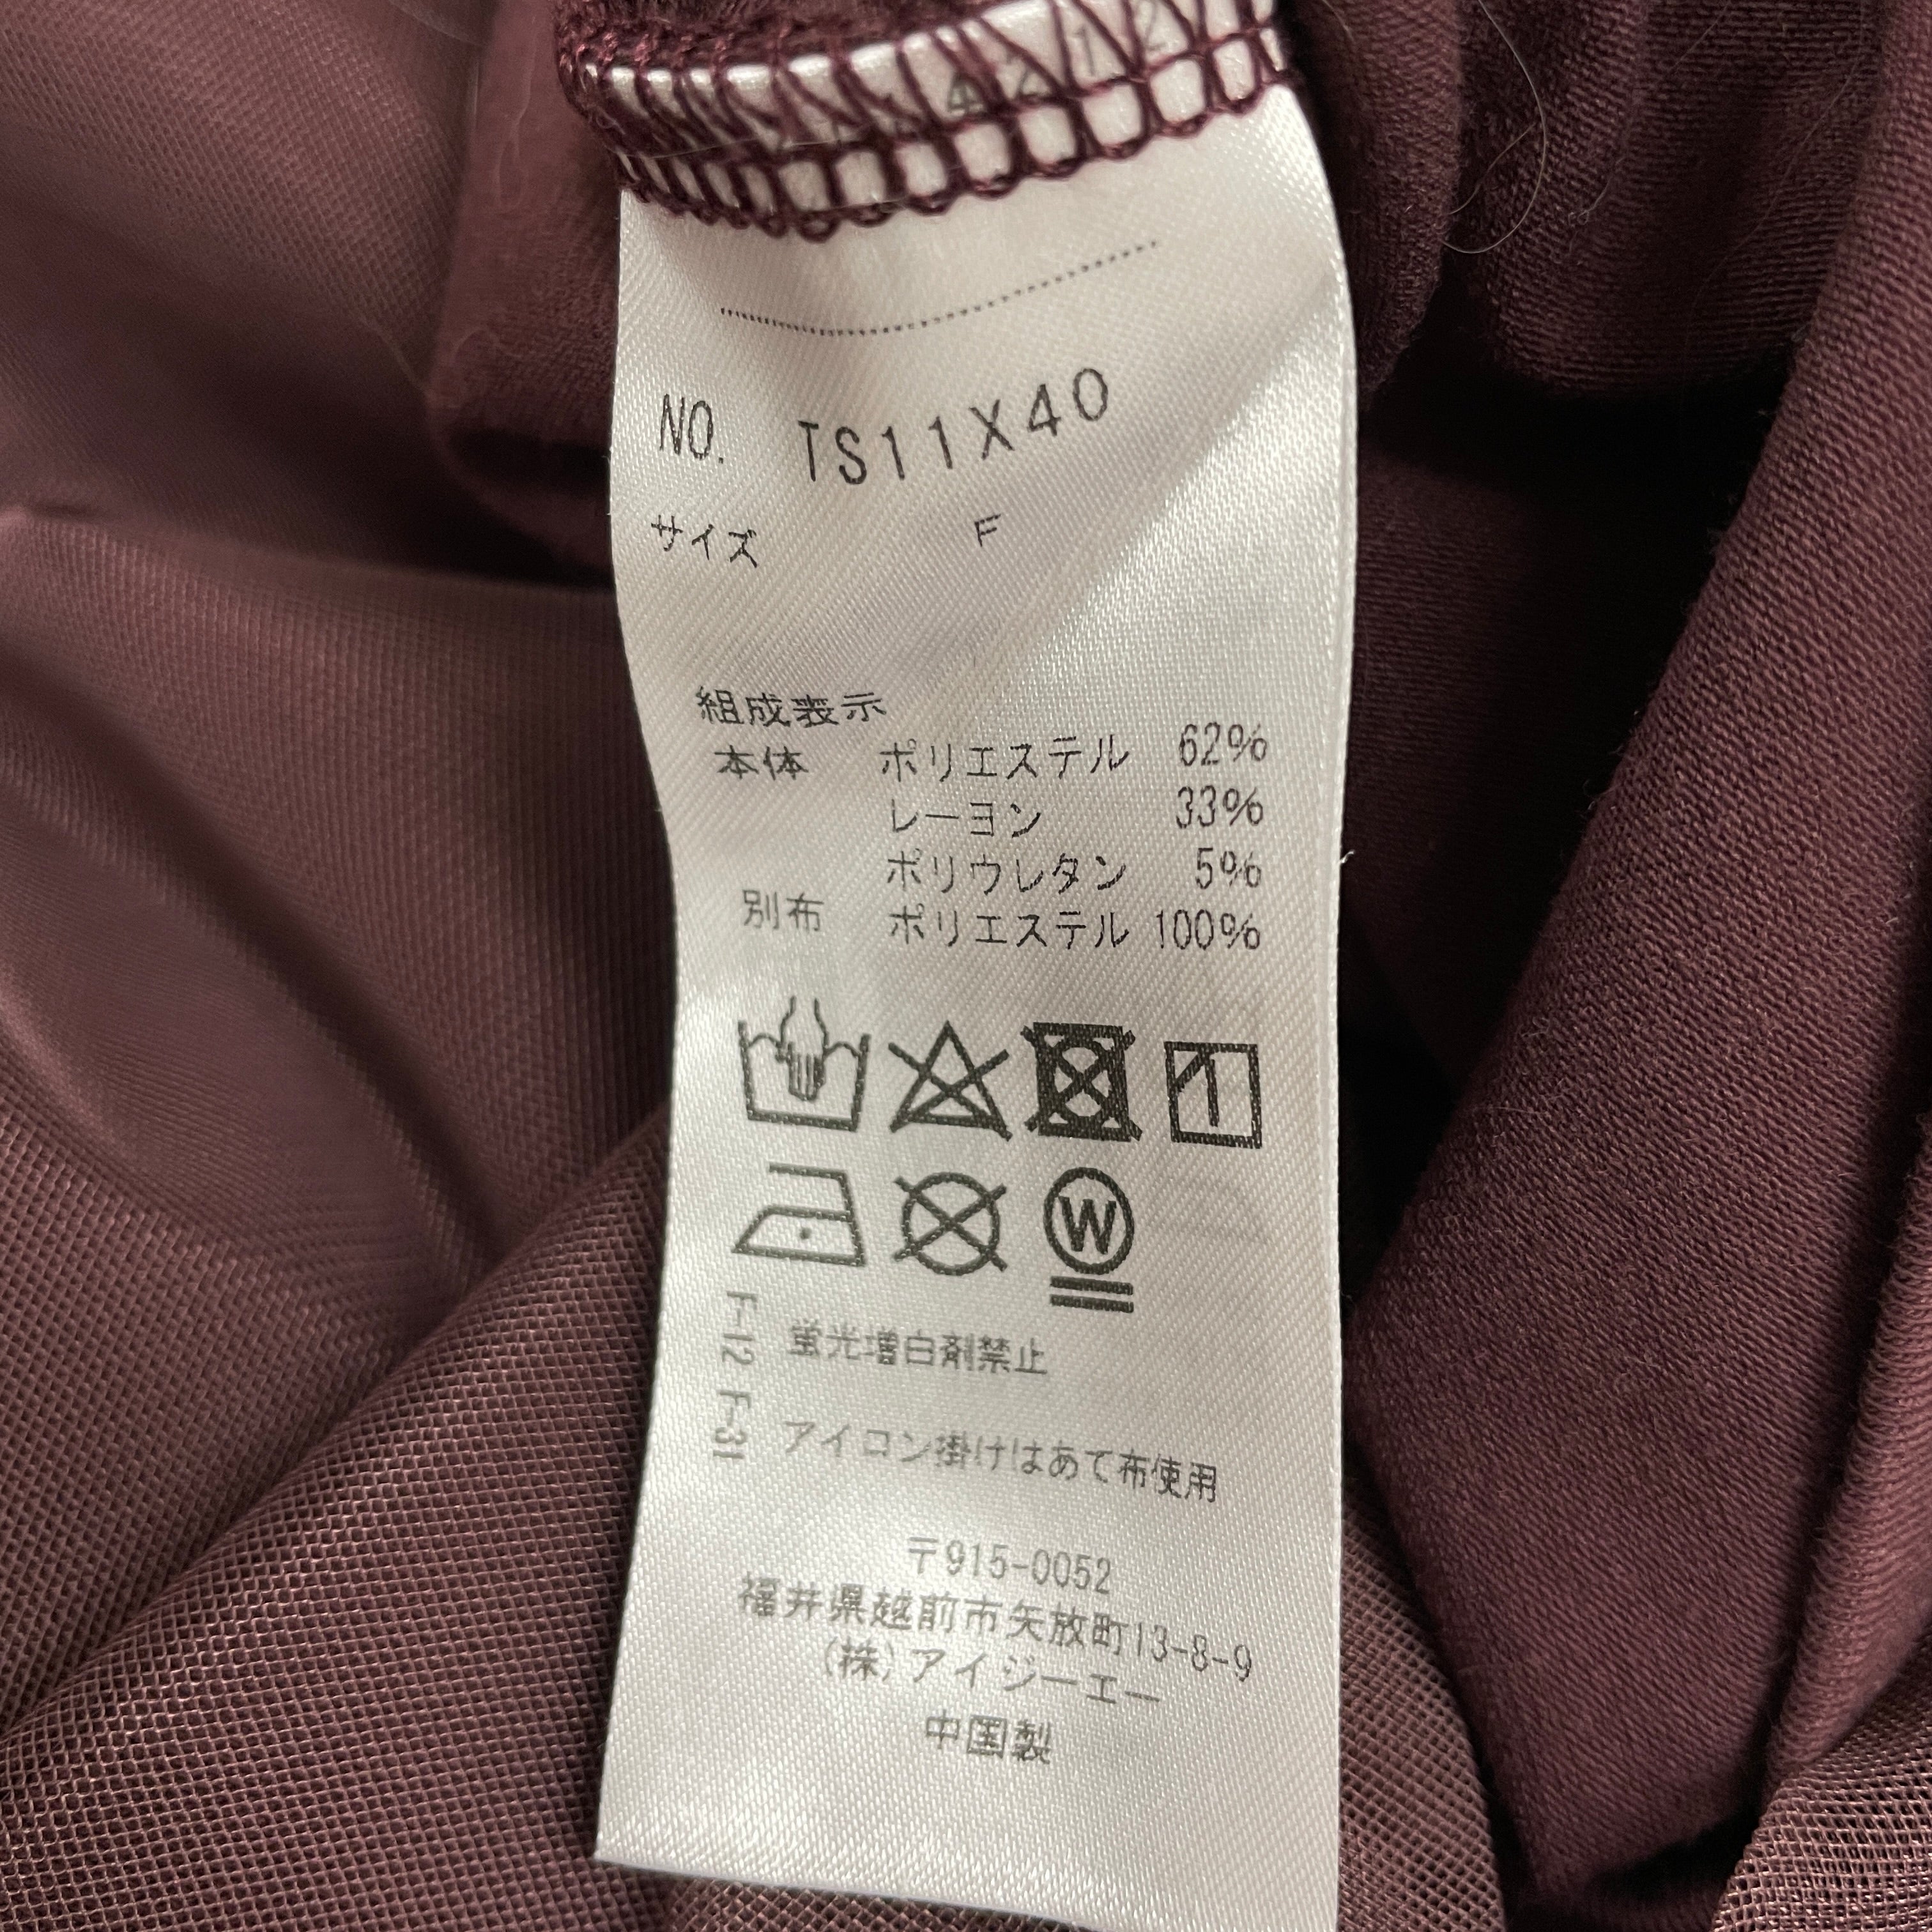 NO. TS11X40
サイズ F
組成表示
本体 ポリエステル 62%
レーヨン 33%
ポリウレタン 5%
別布 ポリエステル 100%
W
F-12 蛍光増白剤禁止
F-31 アイロン掛けはあて布使用
〒915-0052
福井県越前市矢放町13-8-9
(株)アイジーエー
中国製